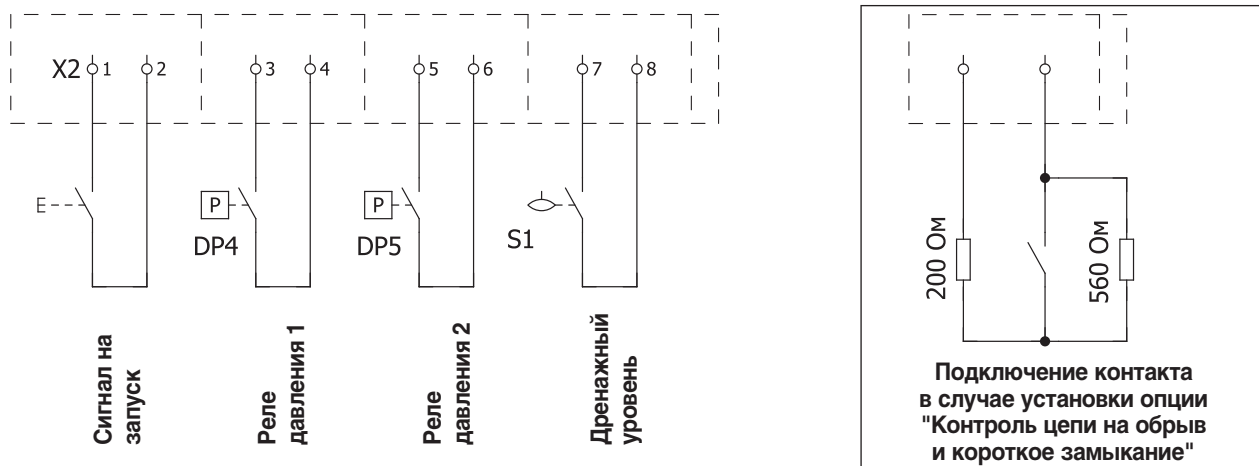 X2 1 2 3 4 5 6 7 8
E P P
DP4 DP5 S1
Сигнал на
запуск
Реле
давления 1
Реле
давления 2
Дренажный
уровень
200 Ом
560 Ом
Подключение контакта
в случае установки опции
"Контроль цепи на обрыв
и короткое замыкание"